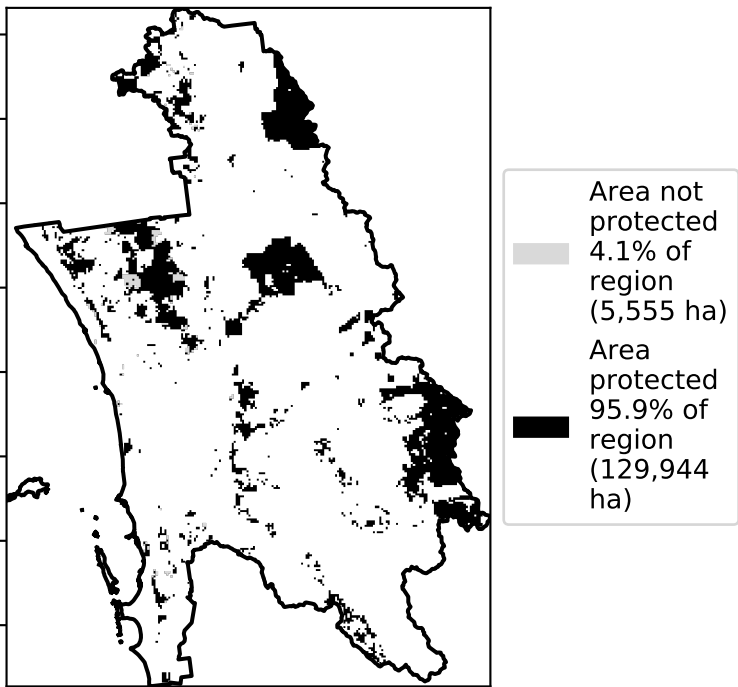 Area not
protected
4.1% of
region
(5,555 ha)
Area
protected
95.9% of
region
(129,944
ha)